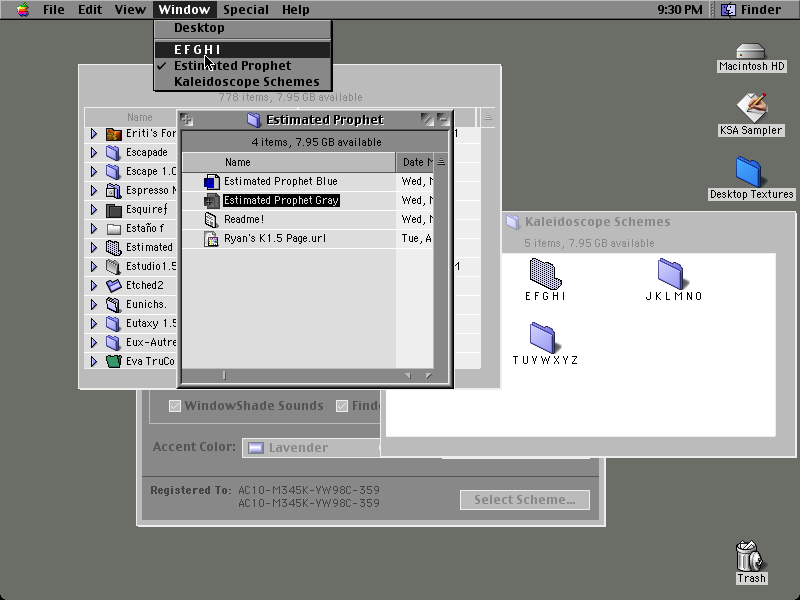 File Edit View Window Special Help 9:30 PM Finder
Desktop
E F G H I
Estimated Prophet
Kaleidoscope Schemes
778 items, 7.95 GB available
Name
Eriti's For
Escapade
Escape 1.0
Espresso M
Esquiref
Estaño f
Estimated
Estudio1.5
Etched2
Eunichs.
Eutaxy 1.5
Eux-Autre
Eva TruCo
Estimated Prophet
4 items, 7.95 GB available
Name Date M
Estimated Prophet Blue Wed, M
Estimated Prophet Gray Wed, M
Readme! Wed, M
Ryan's K1.5 Page.url Tue, A
Macintosh HD
KSA Sampler
Desktop Textures
Kaleidoscope Schemes
5 items, 7.95 GB available
E F G H I
J K L M N O
T U V W X Y Z
WindowShade Sounds Finde
Accent Color: Lavender
Registered To: AC10-M345K-VW98C-359
AC10-M345K-VW98C-359
Select Scheme...
Trash